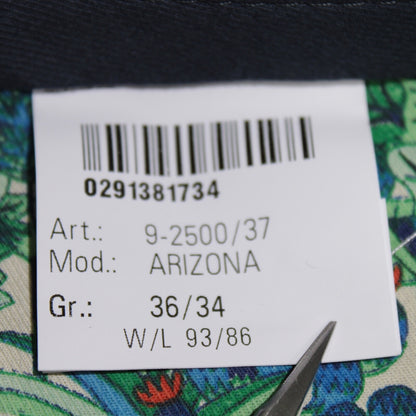 0291381734
Art.: 9-2500/37
Mod.: ARIZONA
Gr.: 36/34
W/L 93/86